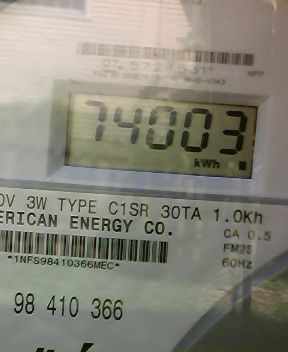 74003
kWh
0V 3W TYPE C1SR 30TA 1.0Kh
ERICAN ENERGY CO.
CA 0.5
FM2S
60Hz
*1NFS98410366MEC*
98 410 366